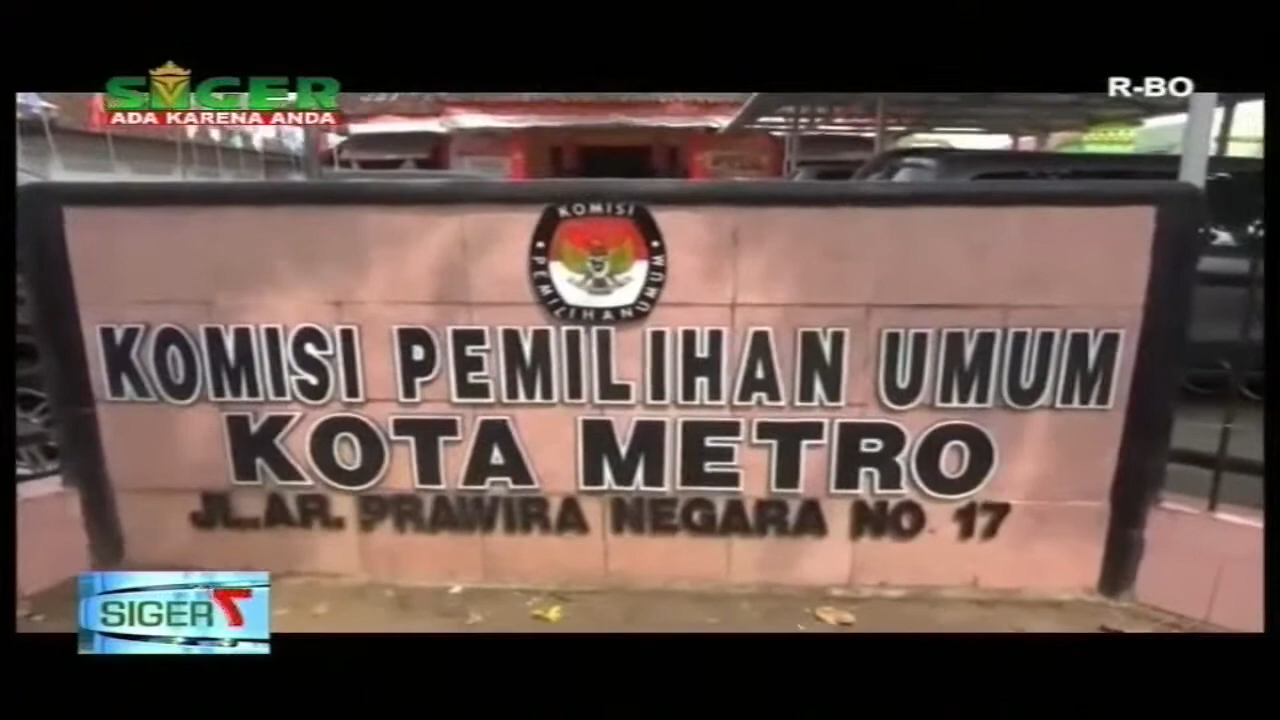 SIGER
ADA KARENA ANDA
R-BO
KOMISI
PEMILIHAN UMUM
KOMISI PEMILIHAN UMUM
KOTA METRO
JL. AR. PRAWIRA NEGARA NO. 17
SIGER 7